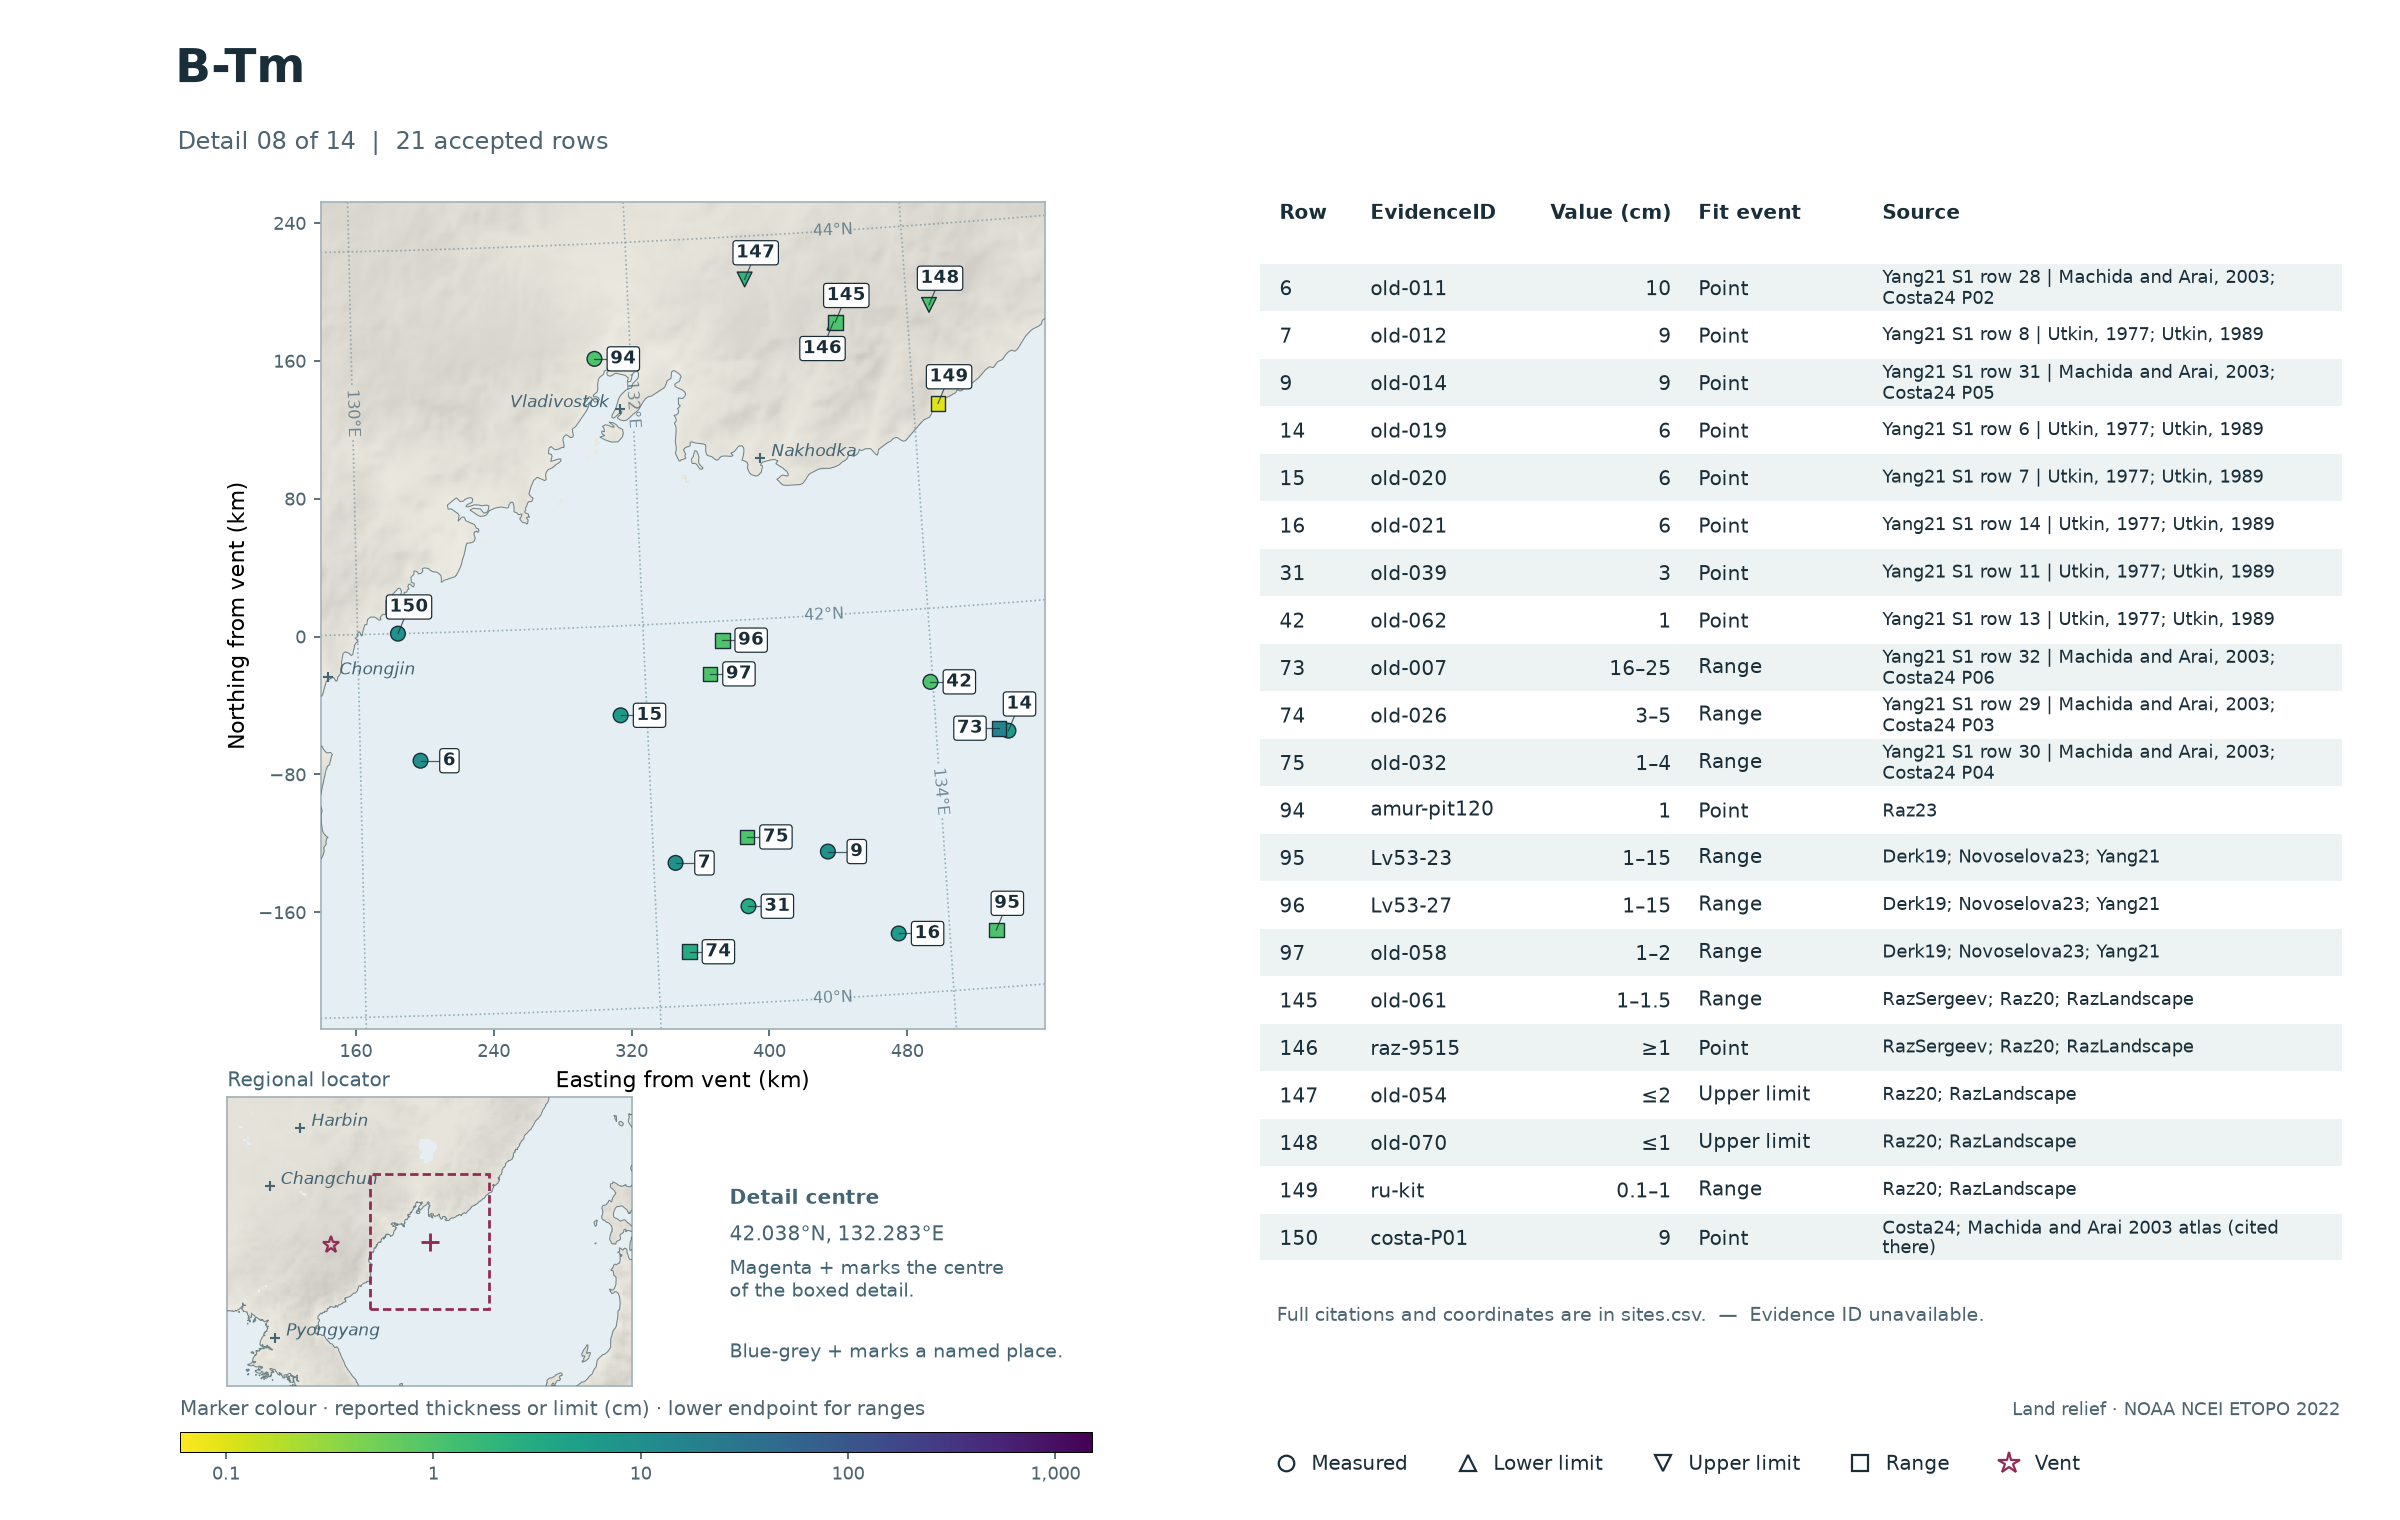 B-Tm
Detail 08 of 14 | 21 accepted rows
240
160
80
0
−80
−160
Northing from vent (km)
160
240
320
400
480
Easting from vent (km)
44°N
42°N
40°N
130°E
132°E
134°E
147
148
145
146
94
149
Vladivostok
Nakhodka
150
Chongjin
96
97
42
14
15
73
6
75
9
7
31
95
16
74
Regional locator
Harbin
Changchun
Pyongyang
Detail centre
42.038°N, 132.283°E
Magenta + marks the centre
of the boxed detail.
Blue-grey + marks a named place.
Marker colour · reported thickness or limit (cm) · lower endpoint for ranges
0.1
1
10
100
1,000
Row EvidenceID Value (cm) Fit event Source
6 old-011 10 Point Yang21 S1 row 28 | Machida and Arai, 2003;
Costa24 P02
7 old-012 9 Point Yang21 S1 row 8 | Utkin, 1977; Utkin, 1989
9 old-014 9 Point Yang21 S1 row 31 | Machida and Arai, 2003;
Costa24 P05
14 old-019 6 Point Yang21 S1 row 6 | Utkin, 1977; Utkin, 1989
15 old-020 6 Point Yang21 S1 row 7 | Utkin, 1977; Utkin, 1989
16 old-021 6 Point Yang21 S1 row 14 | Utkin, 1977; Utkin, 1989
31 old-039 3 Point Yang21 S1 row 11 | Utkin, 1977; Utkin, 1989
42 old-062 1 Point Yang21 S1 row 13 | Utkin, 1977; Utkin, 1989
73 old-007 16–25 Range Yang21 S1 row 32 | Machida and Arai, 2003;
Costa24 P06
74 old-026 3–5 Range Yang21 S1 row 29 | Machida and Arai, 2003;
Costa24 P03
75 old-032 1–4 Range Yang21 S1 row 30 | Machida and Arai, 2003;
Costa24 P04
94 amur-pit120 1 Point Raz23
95 Lv53-23 1–15 Range Derk19; Novoselova23; Yang21
96 Lv53-27 1–15 Range Derk19; Novoselova23; Yang21
97 old-058 1–2 Range Derk19; Novoselova23; Yang21
145 old-061 1–1.5 Range RazSergeev; Raz20; RazLandscape
146 raz-9515 ≥1 Point RazSergeev; Raz20; RazLandscape
147 old-054 ≤2 Upper limit Raz20; RazLandscape
148 old-070 ≤1 Upper limit Raz20; RazLandscape
149 ru-kit 0.1–1 Range Raz20; RazLandscape
150 costa-P01 9 Point Costa24; Machida and Arai 2003 atlas (cited
there)
Full citations and coordinates are in sites.csv. — Evidence ID unavailable.
Land relief · NOAA NCEI ETOPO 2022
Measured
Lower limit
Upper limit
Range
Vent